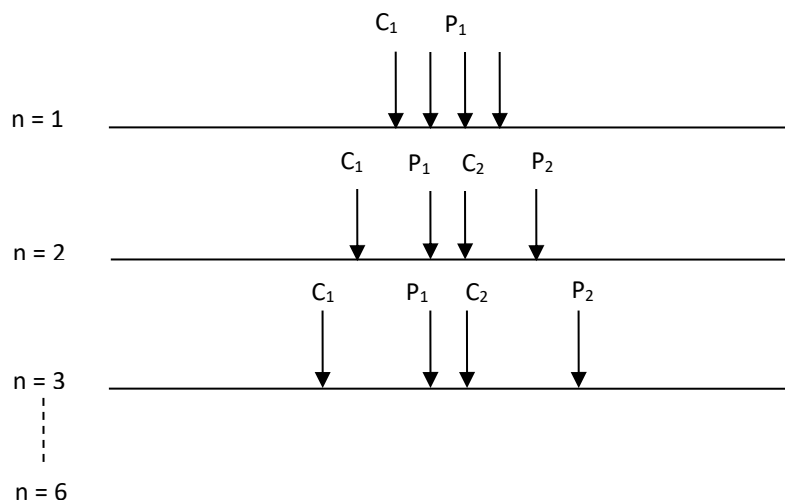 C₁ P₁
n = 1
C₁ P₁ C₂ P₂
n = 2
C₁ P₁ C₂ P₂
n = 3
n = 6